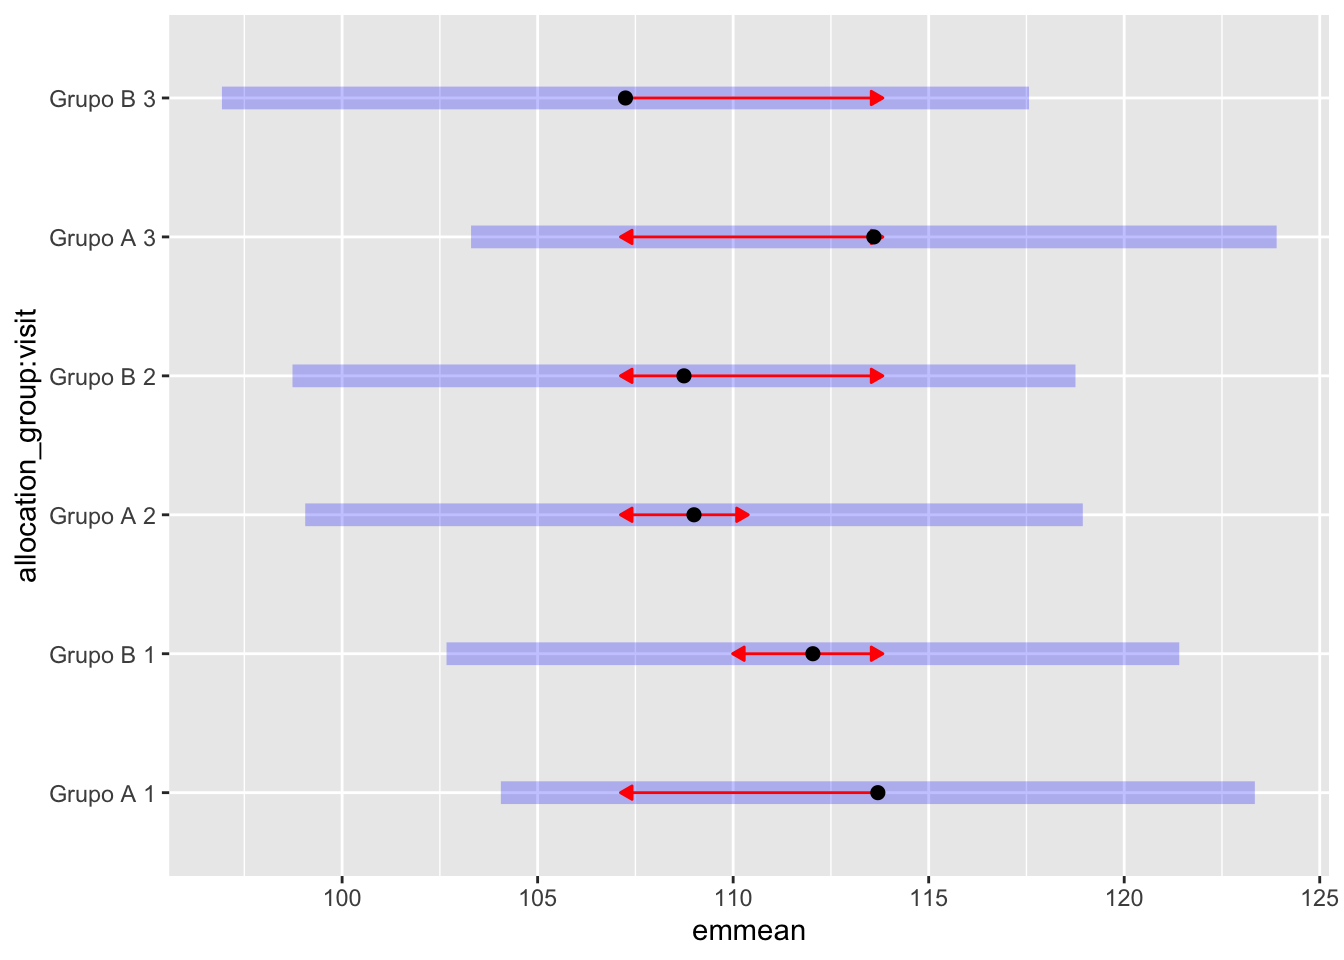 Grupo B 3
Grupo A 3
Grupo B 2
Grupo A 2
Grupo B 1
Grupo A 1
allocation_group:visit
100 105 110 115 120 125
emmean